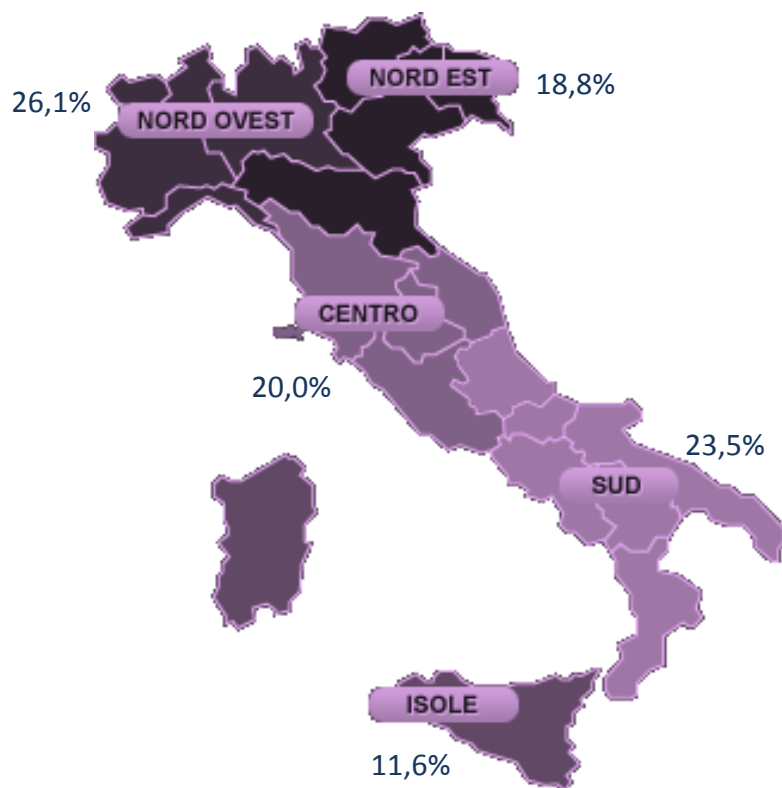 NORD EST
18,8%
26,1%
NORD OVEST
CENTRO
20,0%
23,5%
SUD
ISOLE
11,6%